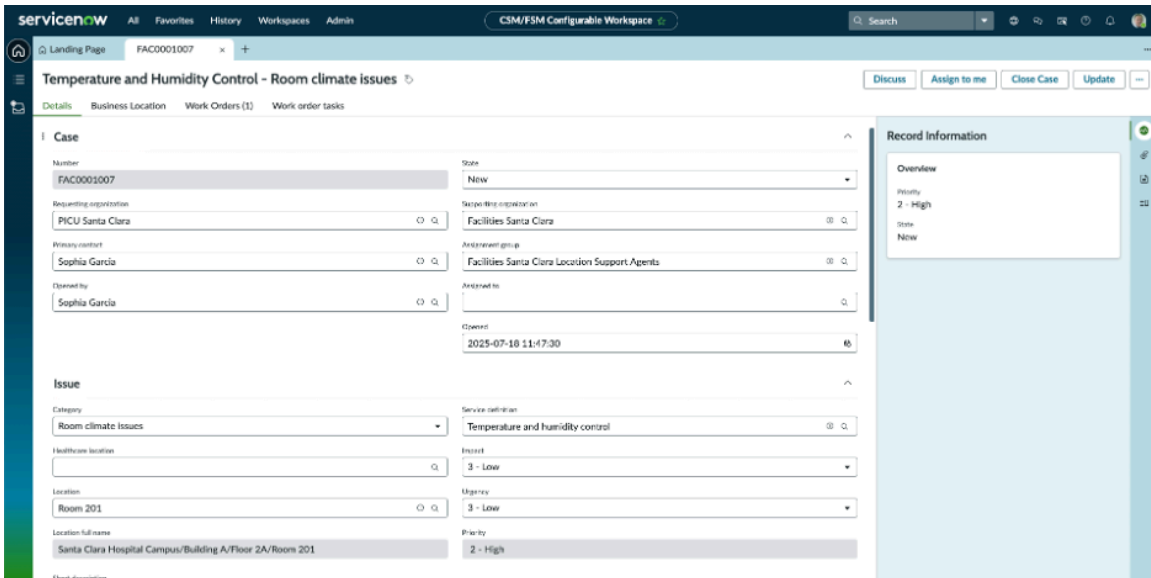 servicenow All Favorites History Workspaces Admin CSM/FSM Configurable Workspace Search
Landing Page FAC0001007 × +
Temperature and Humidity Control - Room climate issues Discuss Assign to me Close Case Update
Details Business Location Work Orders (1) Work order tasks
Case
Number State
FAC0001007 New
Requesting organization Supporting organization
PICU Santa Clara Facilities Santa Clara
Primary contact Assignment group
Sophia Garcia Facilities Santa Clara Location Support Agents
Opened by Assigned to
Sophia Garcia
Opened
2025-07-18 11:47:30
Issue
Category Service definition
Room climate issues Temperature and humidity control
Healthcare location Impact
3 - Low
Location Urgency
Room 201 3 - Low
Location full name Priority
Santa Clara Hospital Campus/Building A/Floor 2A/Room 201 2 - High
Short description
Record Information
Overview
Priority
2 - High
State
New